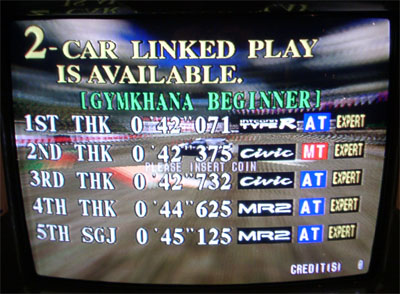 2-CAR LINKED PLAY
IS AVAILABLE.
[GYMKHANA BEGINNER]
1ST THK 0'42"071 INTEGRA TYPE R AT EXPERT
2ND THK 0'42"375 CIVIC MT EXPERT
PLEASE INSERT COIN
3RD THK 0'42"732 CIVIC AT EXPERT
4TH THK 0'44"625 MR2 AT EXPERT
5TH SGJ 0'45"125 MR2 AT EXPERT
CREDIT(S) 0